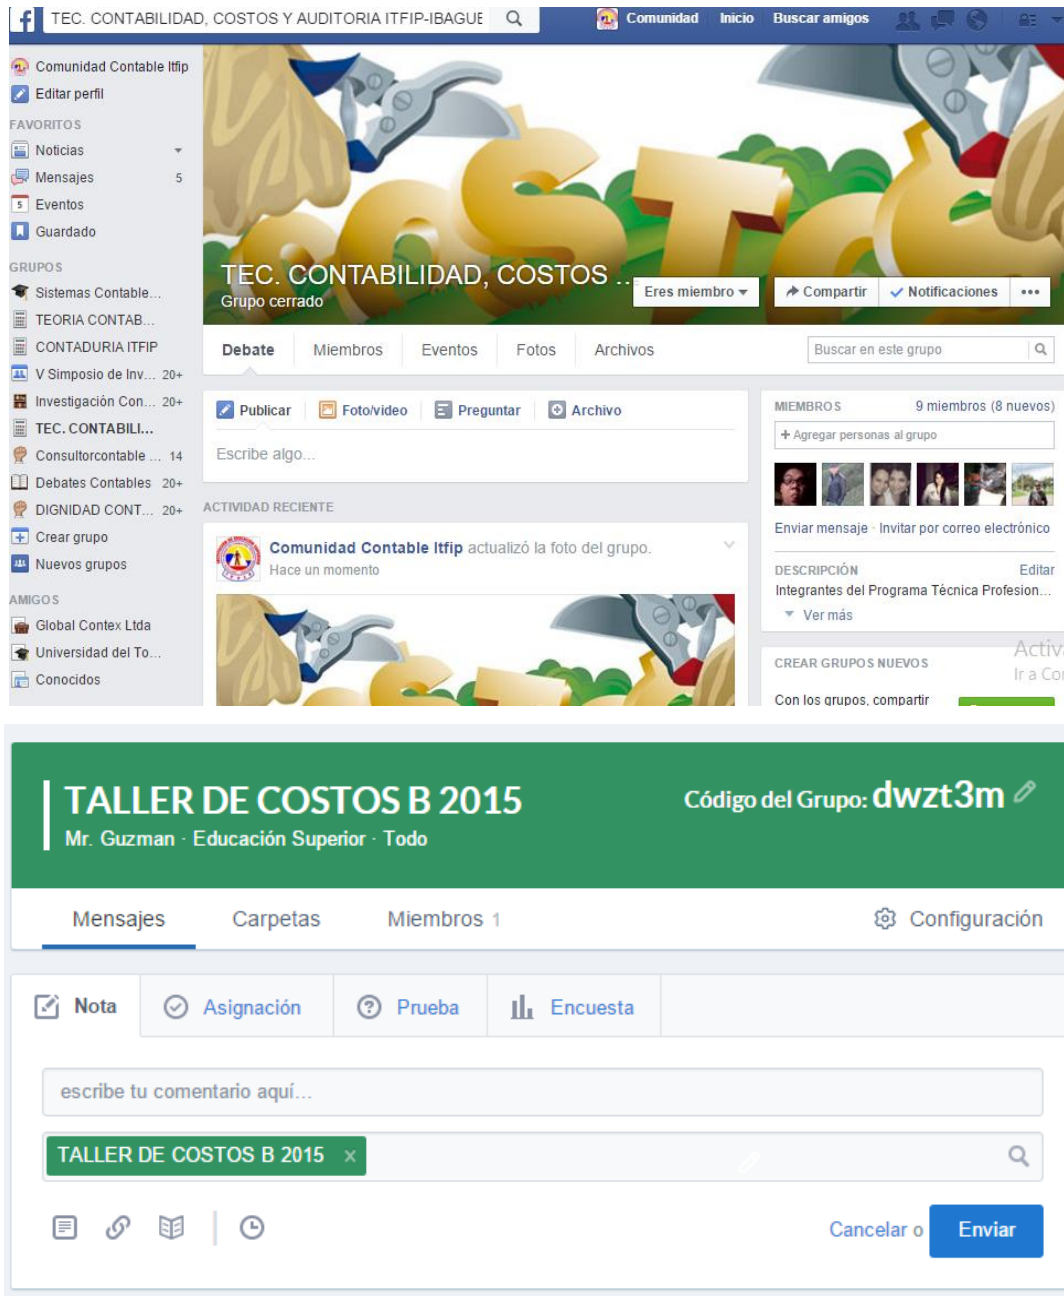 f TEC. CONTABILIDAD, COSTOS Y AUDITORIA ITFIP-IBAGUE
Comunidad Inicio Buscar amigos
Comunidad Contable Itfip
Editar perfil
FAVORITOS
Noticias
Mensajes 5
5 Eventos
Guardado
GRUPOS
Sistemas Contable...
TEORIA CONTAB...
CONTADURIA ITFIP
V Simposio de Inv... 20+
Investigación Con... 20+
TEC. CONTABILI...
Consultorcontable ... 14
Debates Contables 20+
DIGNIDAD CONT... 20+
Crear grupo
Nuevos grupos
AMIGOS
Global Contex Ltda
Universidad del To...
Conocidos
COSTOS
TEC. CONTABILIDAD, COSTOS ...
Grupo cerrado
Eres miembro
Compartir
Notificaciones
Debate Miembros Eventos Fotos Archivos
Buscar en este grupo
Publicar Foto/video Preguntar Archivo
Escribe algo...
ACTIVIDAD RECIENTE
Comunidad Contable Itfip actualizó la foto del grupo.
Hace un momento
MIEMBROS 9 miembros (8 nuevos)
+ Agregar personas al grupo
Enviar mensaje · Invitar por correo electrónico
DESCRIPCIÓN Editar
Integrantes del Programa Técnica Profesion...
Ver más
Activ
Ir a Co
CREAR GRUPOS NUEVOS
Con los grupos, compartir
TALLER DE COSTOS B 2015
Mr. Guzman · Educación Superior · Todo
Código del Grupo: dwzt3m
Mensajes Carpetas Miembros 1
Configuración
Nota Asignación Prueba Encuesta
escribe tu comentario aquí...
TALLER DE COSTOS B 2015 x
Cancelar o Enviar